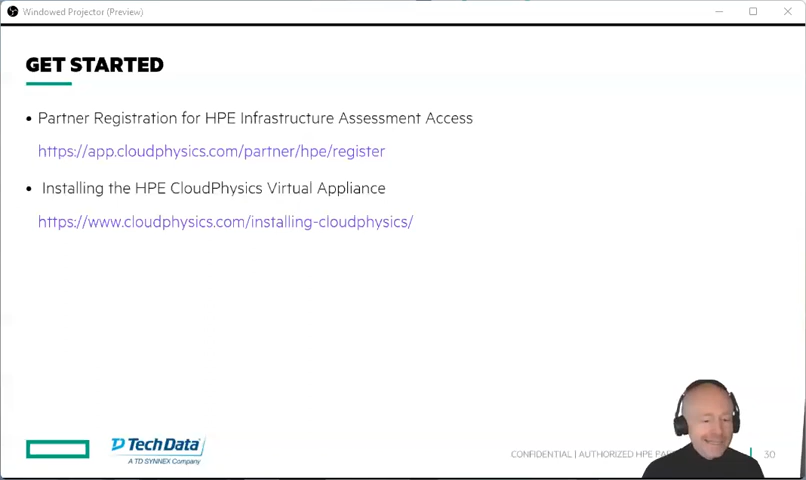 Windowed Projector (Preview)
GET STARTED
• Partner Registration for HPE Infrastructure Assessment Access
https://app.cloudphysics.com/partner/hpe/register
• Installing the HPE CloudPhysics Virtual Appliance
https://www.cloudphysics.com/installing-cloudphysics/
TechData
A TD SYNNEX Company
CONFIDENTIAL | AUTHORIZED HPE
30